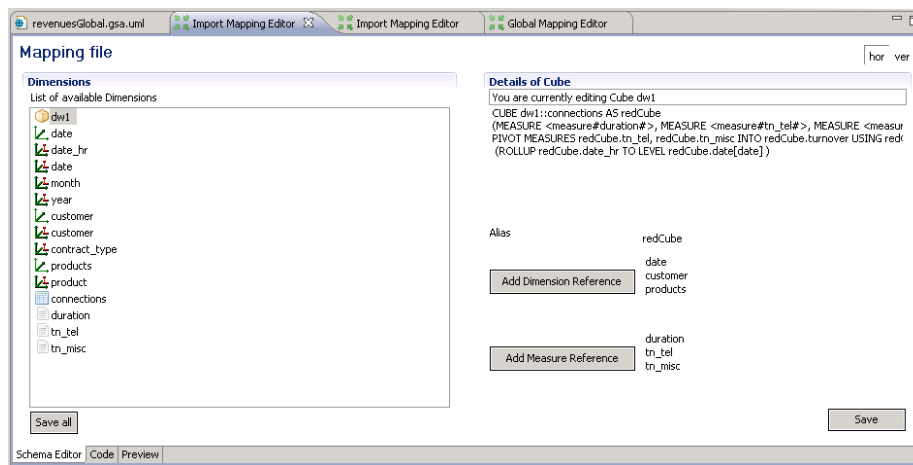 revenuesGlobal.gsa.uml
Import Mapping Editor
Import Mapping Editor
Global Mapping Editor
Mapping file
hor ver
Dimensions
List of available Dimensions
dw1
date
date_hr
date
month
year
customer
customer
contract_type
products
product
connections
duration
tn_tel
tn_misc
Save all
Details of Cube
You are currently editing Cube dw1
CUBE dw1::connections AS redCube
(MEASURE <measure#duration#>, MEASURE <measure#tn_tel#>, MEASURE <measur
PIVOT MEASURES redCube.tn_tel, redCube.tn_misc INTO redCube.turnover USING red
(ROLLUP redCube.date_hr TO LEVEL redCube.date[date] )
Alias
redCube
Add Dimension Reference
date
customer
products
Add Measure Reference
duration
tn_tel
tn_misc
Save
Schema Editor Code Preview